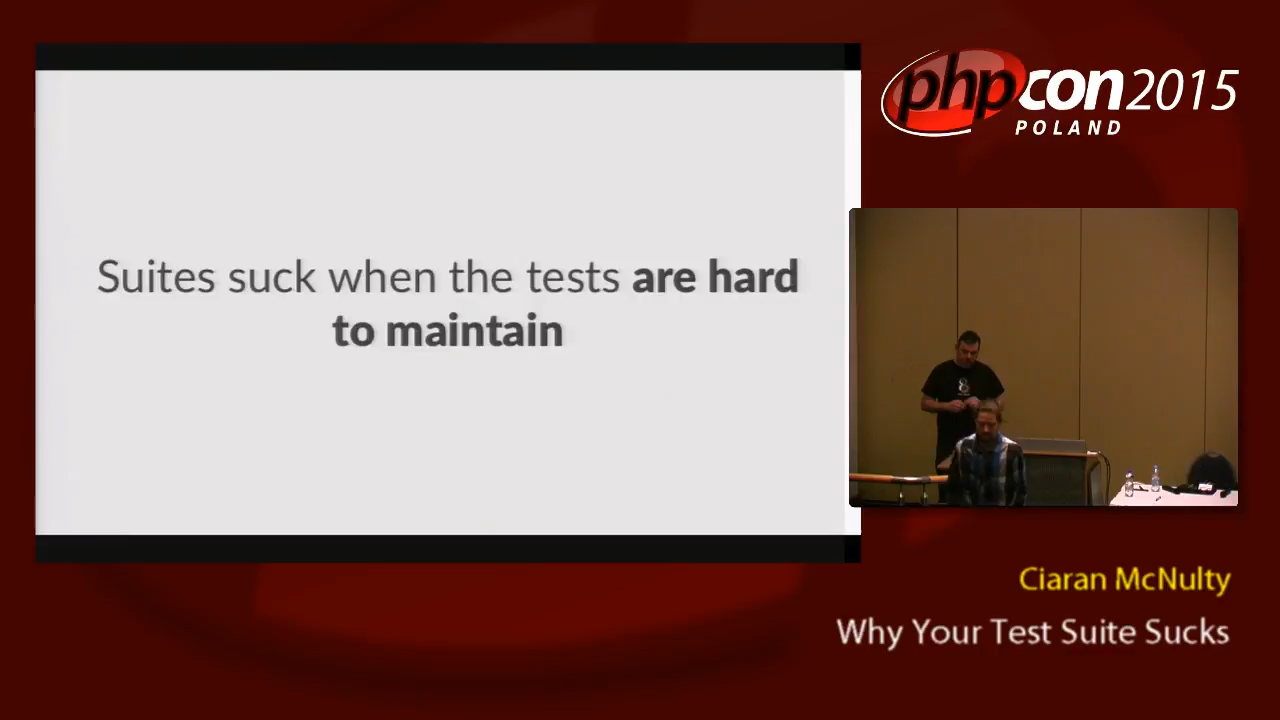 Suites suck when the tests are hard
to maintain
phpcon2015
POLAND
Ciaran McNulty
Why Your Test Suite Sucks